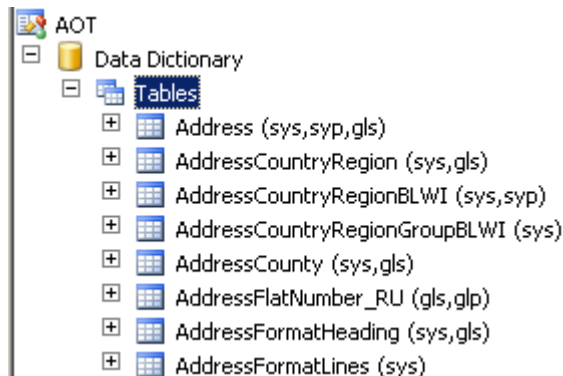 AOT
Data Dictionary
Tables
Address (sys,syp,gls)
AddressCountryRegion (sys,gls)
AddressCountryRegionBLWI (sys,syp)
AddressCountryRegionGroupBLWI (sys)
AddressCounty (sys,gls)
AddressFlatNumber_RU (gls,glp)
AddressFormatHeading (sys,gls)
AddressFormatLines (sys)